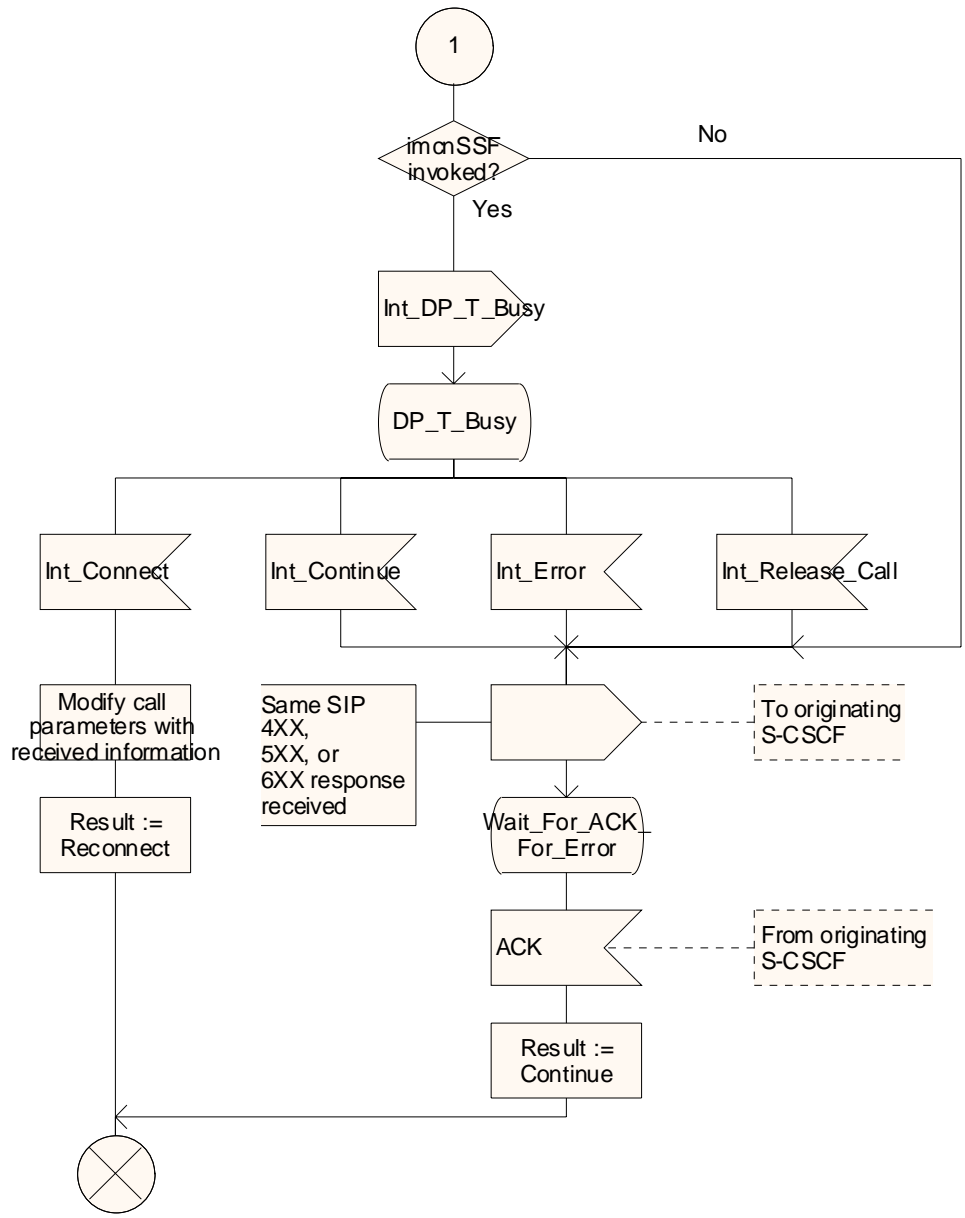 1
imcnSSF
invoked?
No
Yes
Int_DP_T_Busy
DP_T_Busy
Int_Connect
Int_Continue
Int_Error
Int_Release_Call
Modify call
parameters with
received information
Same SIP
4XX,
5XX, or
6XX response
received
To originating
S-CSCF
Result :=
Reconnect
Wait_For_ACK_
For_Error
ACK
From originating
S-CSCF
Result :=
Continue